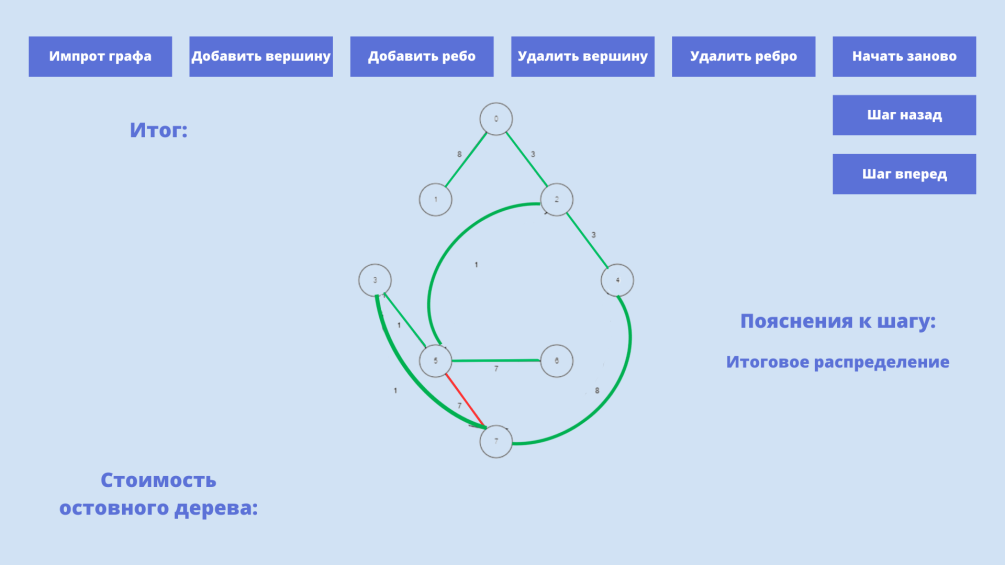 Импрот графа
Добавить вершину
Добавить ребо
Удалить вершину
Удалить ребро
Начать заново
Шаг назад
Шаг вперед
Итог:
0
8
3
1
2
3
1
3
4
1
5
6
7
1
7
8
7
Пояснения к шагу:
Итоговое распределение
Стоимость
остовного дерева: